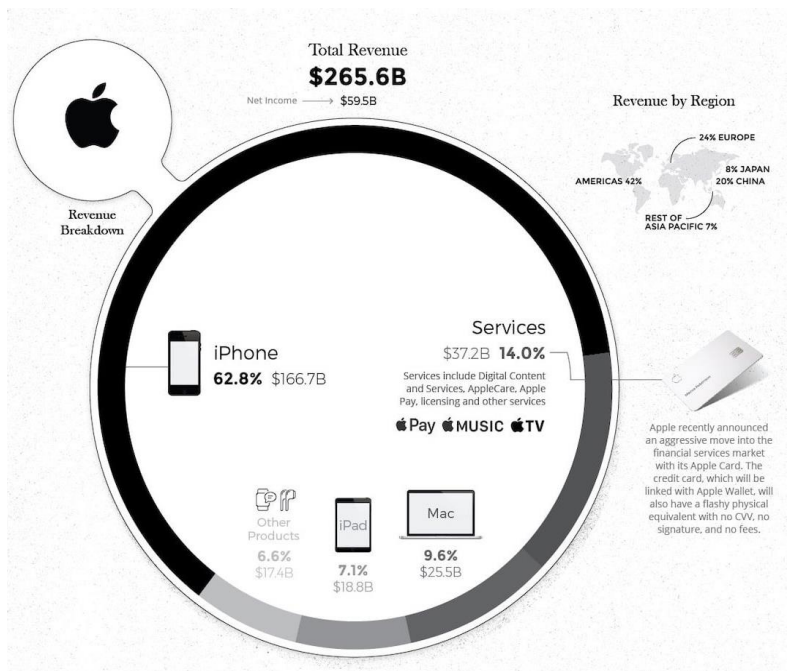 Total Revenue
$265.6B
Net Income
$59.5B
Revenue
Breakdown
Revenue by Region
24% EUROPE
8% JAPAN
AMERICAS 42%
20% CHINA
REST OF
ASIA PACIFIC 7%
iPhone
62.8% $166.7B
Services
$37.2B 14.0%
Services include Digital Content
and Services, AppleCare, Apple
Pay, licensing and other services
Pay MUSIC TV
Apple recently announced
an aggressive move into the
financial services market
with its Apple Card. The
credit card, which will be
linked with Apple Wallet, will
also have a flashy physical
equivalent with no CVV, no
signature, and no fees.
Other
Products
6.6%
$17.4B
iPad
7.1%
$18.8B
Mac
9.6%
$25.5B